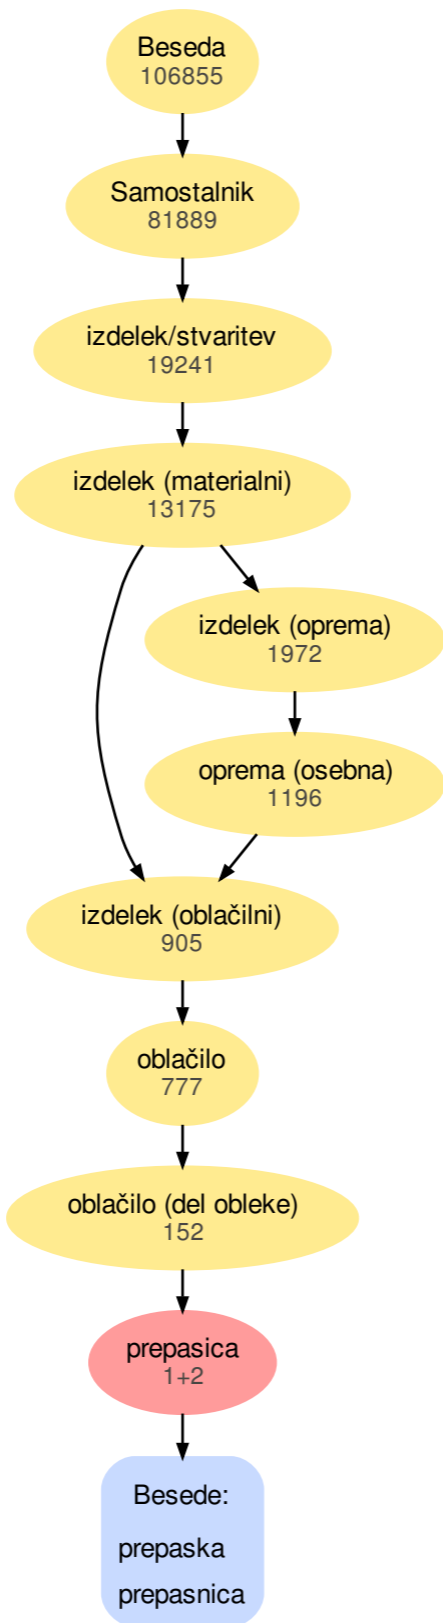 Beseda
106855
Samostalnik
81889
izdelek/stvaritev
19241
izdelek (materialni)
13175
izdelek (oprema)
1972
oprema (osebna)
1196
izdelek (oblačilni)
905
oblačilo
777
oblačilo (del obleke)
152
prepasica
1+2
Besede:
prepaska
prepasnica